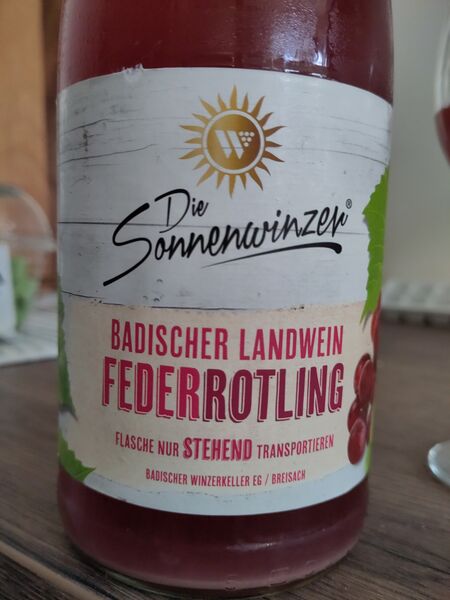 W
Die
Sonnenwinzer®
BADISCHER LANDWEIN
FEDERROTLING
FLASCHE NUR STEHEND TRANSPORTIEREN
BADISCHER WINZERKELLER EG / BREISACH